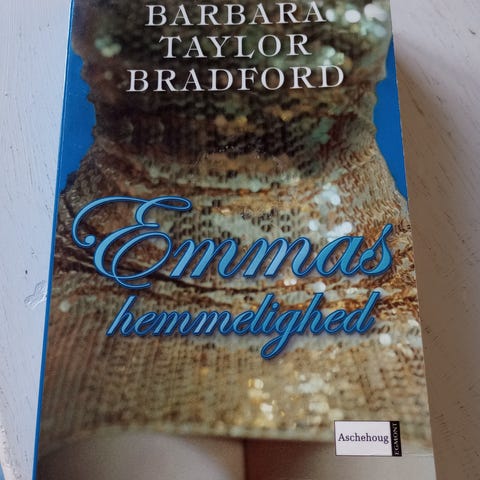 BARBARA
TAYLOR
BRADFORD
Emmas
hemmelighed
Aschehoug
EGMONT